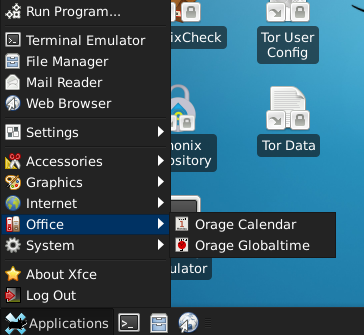 Run Program...
Terminal Emulator
File Manager
Mail Reader
Web Browser
Settings
Accessories
Graphics
Internet
Office
System
About Xfce
Log Out
Applications
Orage Calendar
Orage Globaltime
ixCheck
Tor User
Config
onix
ository
Tor Data
ulator